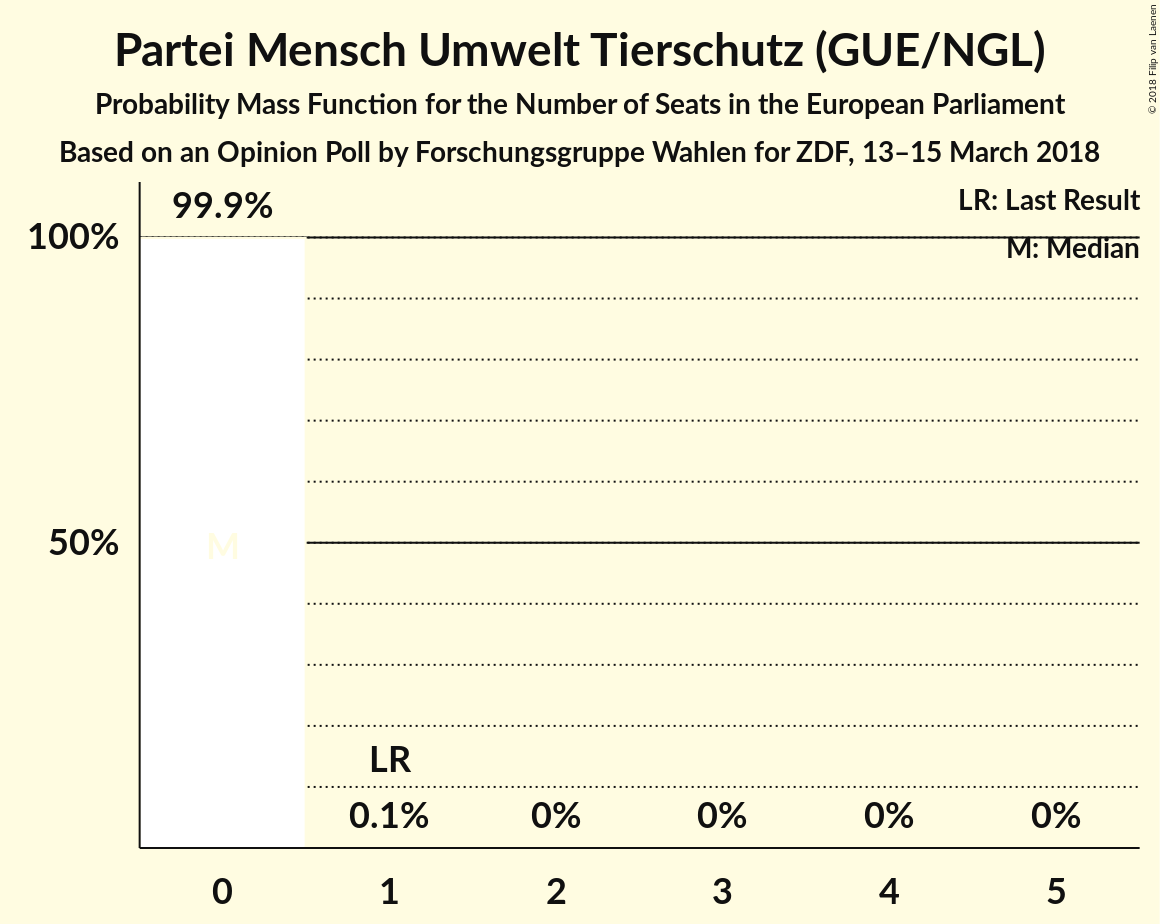 Partei Mensch Umwelt Tierschutz (GUE/NGL)
Probability Mass Function for the Number of Seats in the European Parliament
Based on an Opinion Poll by Forschungsgruppe Wahlen for ZDF, 13–15 March 2018
© 2018 Filip van Laenen
LR: Last Result
M: Median
99.9%
100%
50%
M
LR
0.1% 0% 0% 0% 0%
0 1 2 3 4 5